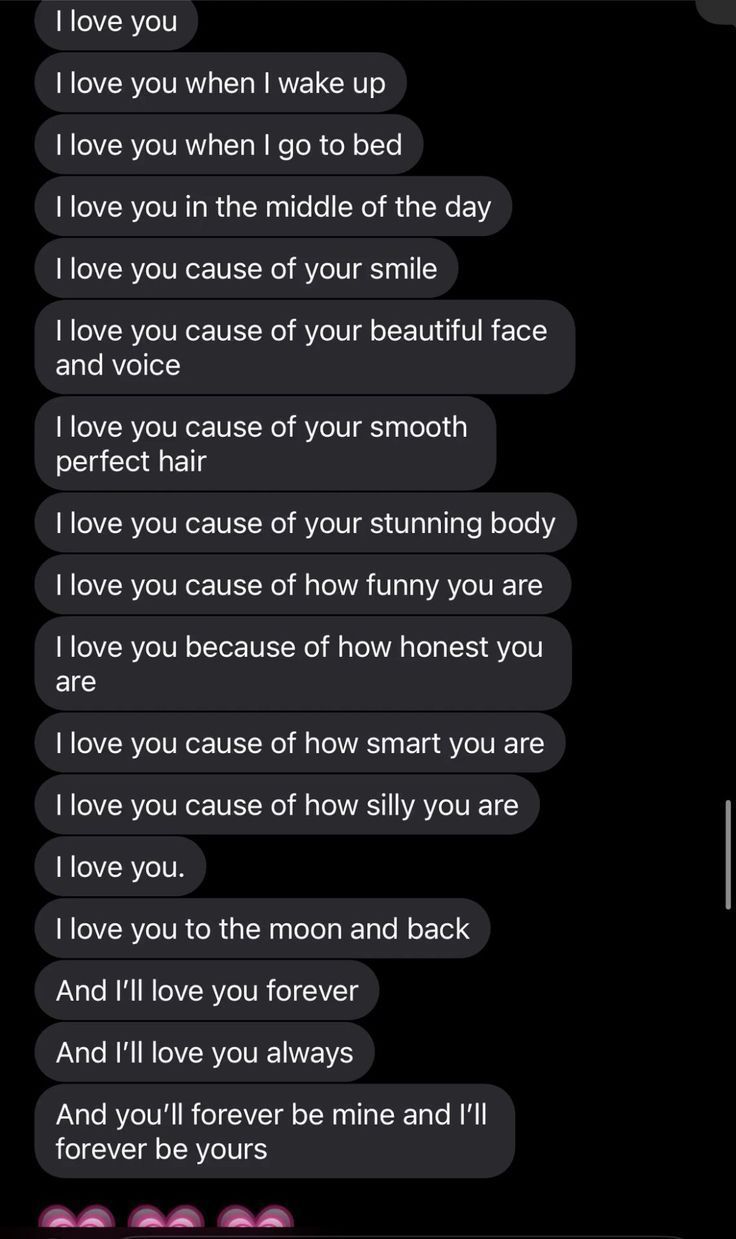 I love you
I love you when I wake up
I love you when I go to bed
I love you in the middle of the day
I love you cause of your smile
I love you cause of your beautiful face
and voice
I love you cause of your smooth
perfect hair
I love you cause of your stunning body
I love you cause of how funny you are
I love you because of how honest you
are
I love you cause of how smart you are
I love you cause of how silly you are
I love you.
I love you to the moon and back
And I’ll love you forever
And I’ll love you always
And you’ll forever be mine and I’ll
forever be yours